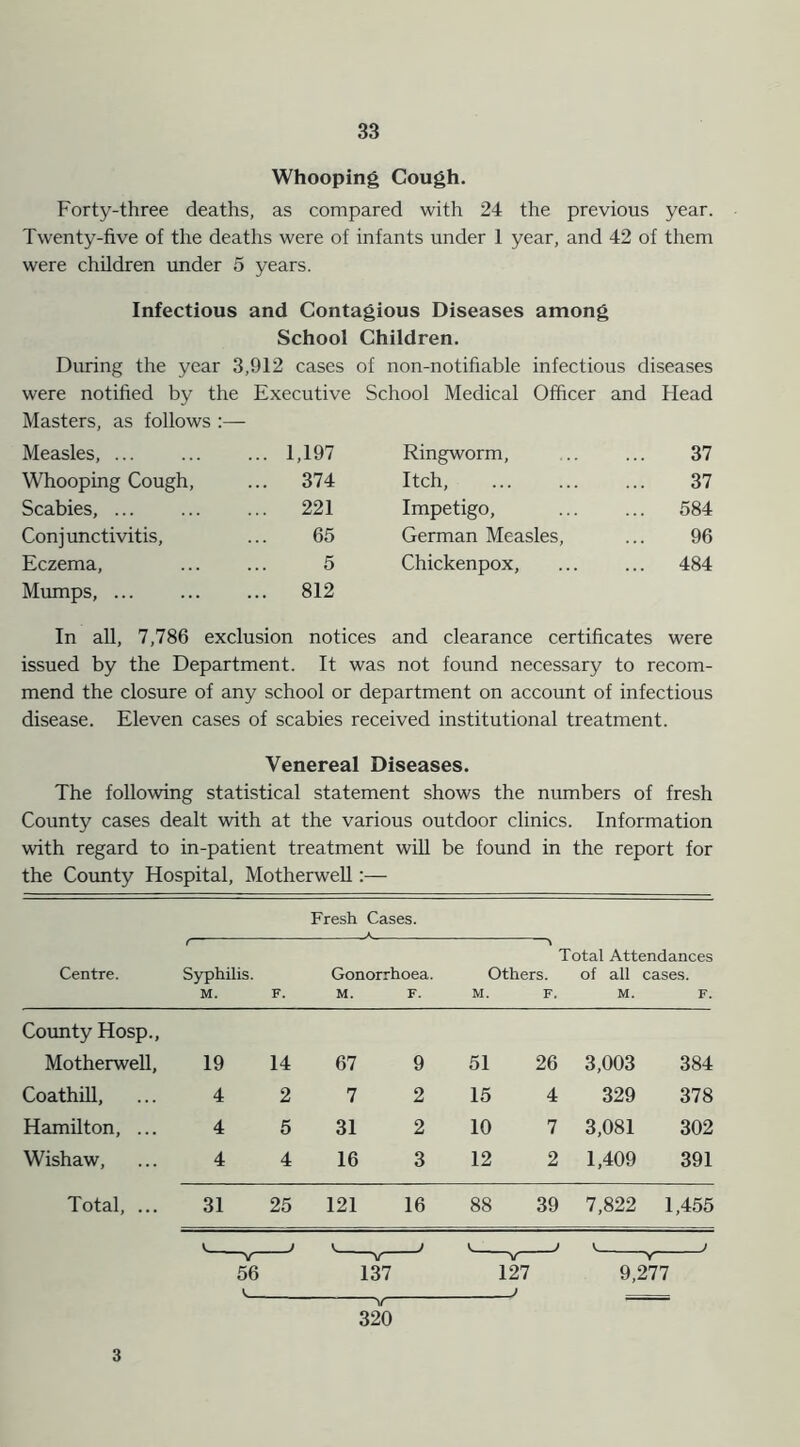 33
Whooping Cough.
Forty-three deaths, as compared with 24 the previous year.
Twenty-five of the deaths were of infants under 1 year, and 42 of them
were children under 5 years.
Infectious and Contagious Diseases among
School Children.
During the year 3,912 cases of non-notifiable infectious diseases
were notified by the Executive School Medical Officer and Head
Masters, as follows :—
Measles, ... ... ... 1,197 Ringworm, ... ... 37
Whooping Cough, ... 374 Itch, ... ... ... 37
Scabies, ... ... ... 221 Impetigo, ... ... 584
Conjunctivitis, ... 65 German Measles, ... 96
Eczema, ... ... 5 Chickenpox, ... ... 484
Mumps, ... ... ... 812
In all, 7,786 exclusion notices and clearance certificates were
issued by the Department. It was not found necessary to recom-
mend the closure of any school or department on account of infectious
disease. Eleven cases of scabies received institutional treatment.
Venereal Diseases.
The following statistical statement shows the numbers of fresh
County cases dealt with at the various outdoor clinics. Information
with regard to in-patient treatment will be found in the report for
the County Hospital, Motherwell :—
Fresh Cases.
Total Attendances
Centre. Syphilis. Gonorrhoea. Others. of all cases.
M. F. M. F. M. F. M. F.
County Hosp.,
Motherwell, 19 14 67 9 51 26 3,003 384
Coathill, ... 4 2 7 2 15 4 329 378
Hamilton, ... 4 5 31 2 10 7 3,081 302
Wishaw, ... 4 4 16 3 12 2 1,409 391
Total, ... 31 25 121 16 88 39 7,822 1,455
56 137 127 9,277
320
3